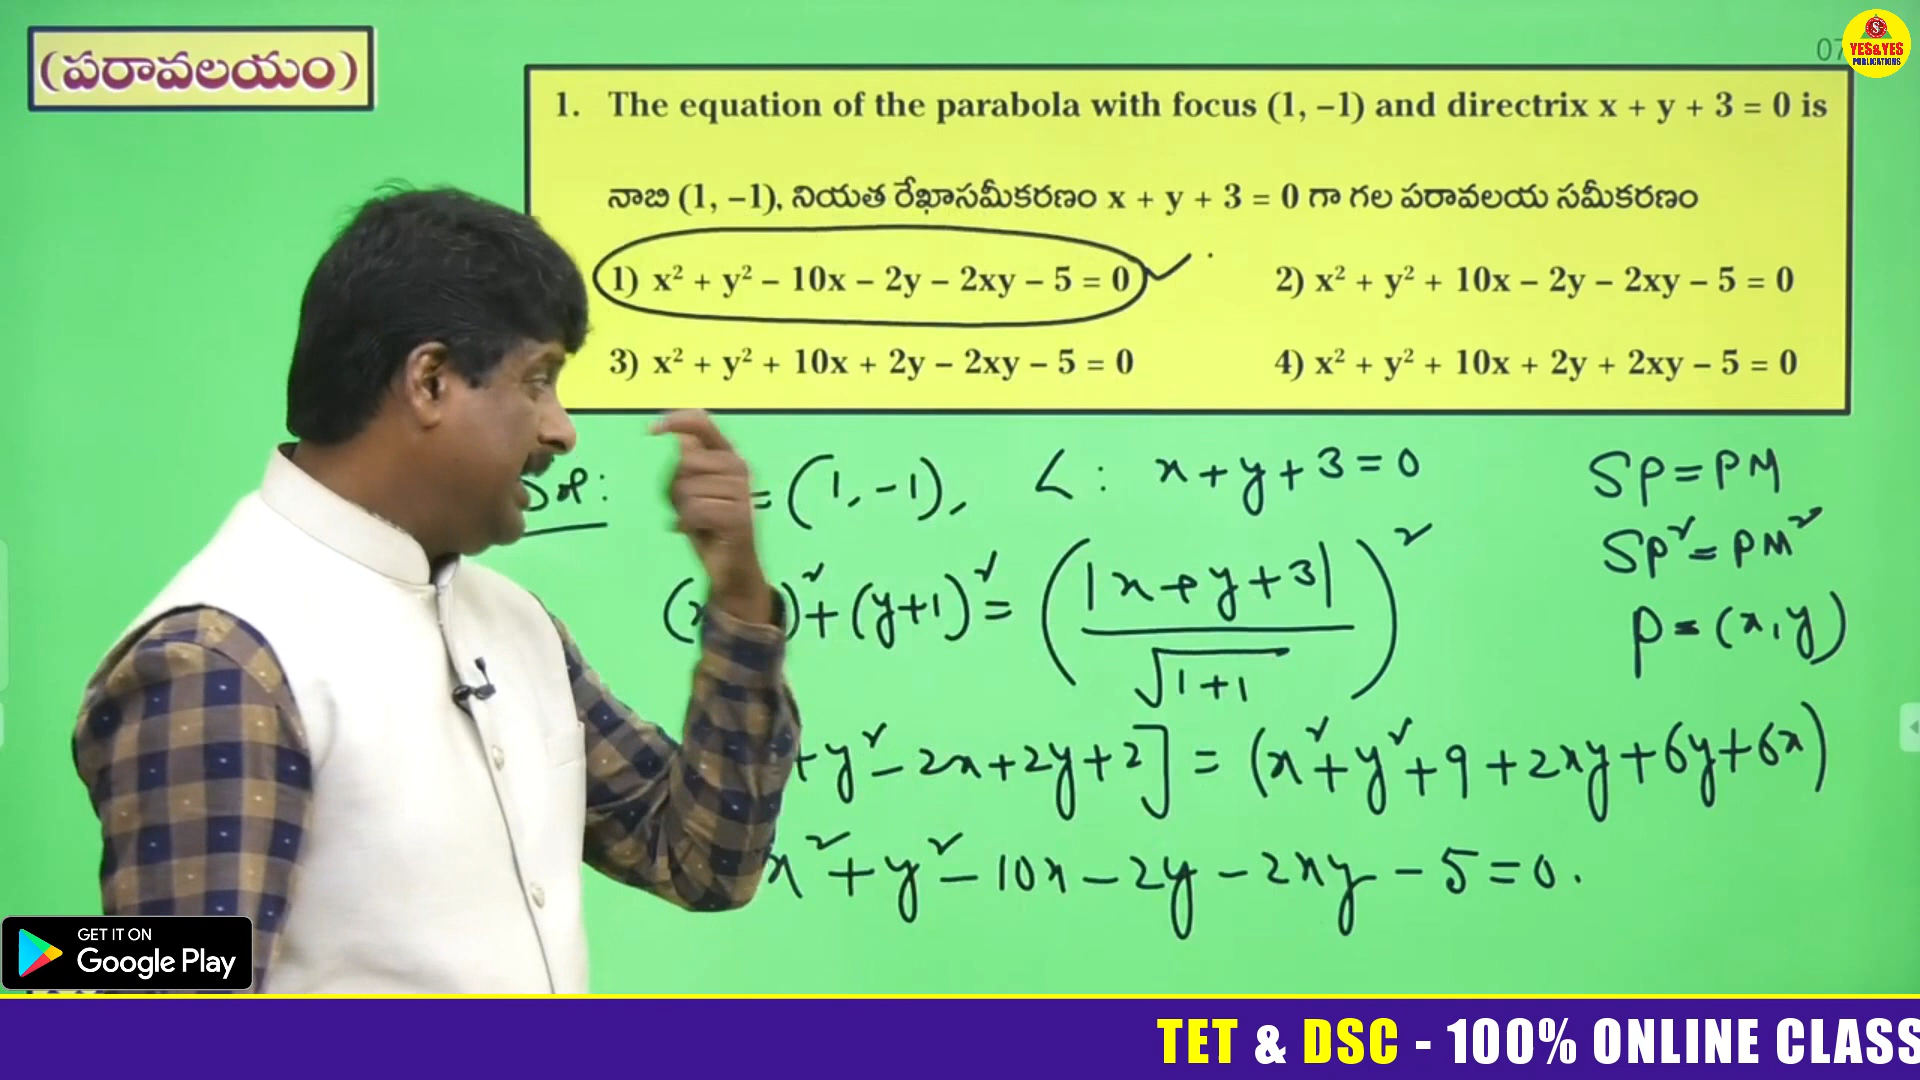 (పరావలయం)
07
YES&YES
PUBLICATIONS
1. The equation of the parabola with focus (1, –1) and directrix x + y + 3 = 0 is
నాభి (1, –1), నియత రేఖాసమీకరణం x + y + 3 = 0 గా గల పరావలయ సమీకరణం
1) x² + y² – 10x – 2y – 2xy – 5 = 0
2) x² + y² + 10x – 2y – 2xy – 5 = 0
3) x² + y² + 10x + 2y – 2xy – 5 = 0
4) x² + y² + 10x + 2y + 2xy – 5 = 0
= (1, -1), L : x + y + 3 = 0
SP = PM
SP² = PM²
)² + (y+1)² = (|x+y+3| / √1+1)²
P = (x, y)
+ y² - 2x + 2y + 2] = (x² + y² + 9 + 2xy + 6y + 6x)
x² + y² - 10x - 2y - 2xy - 5 = 0.
GET IT ON
Google Play
TET & DSC - 100% ONLINE CLASS